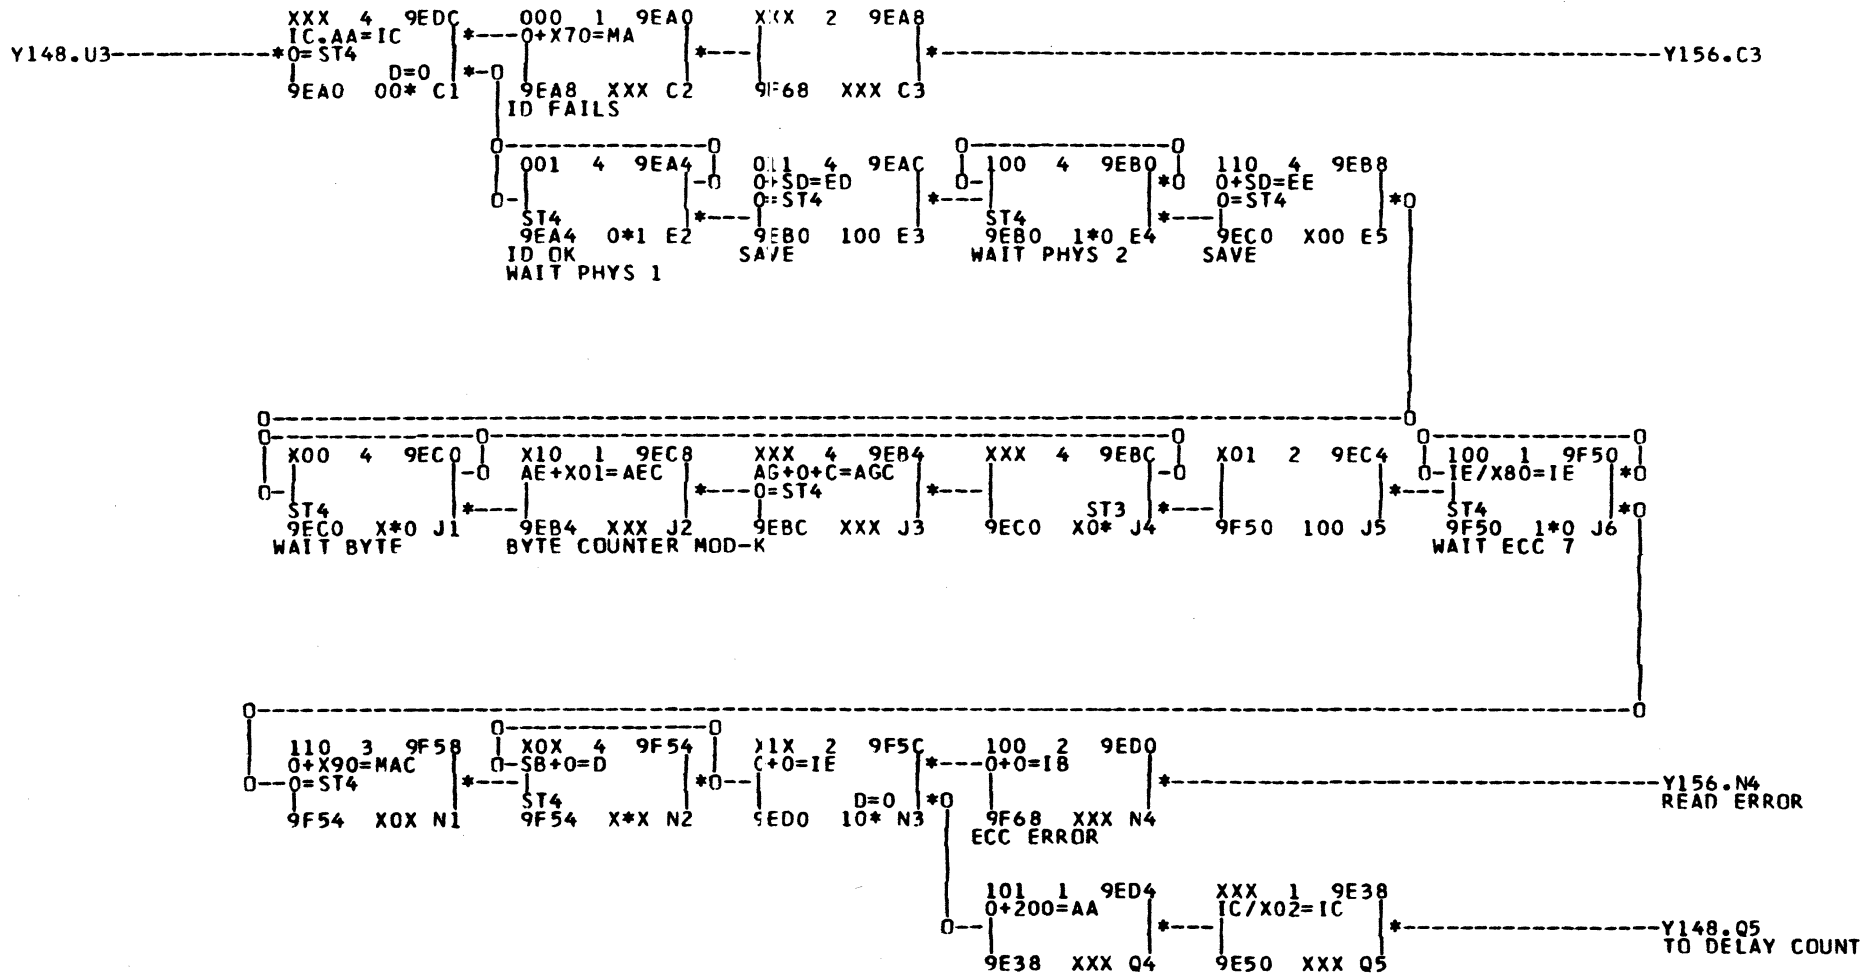 XXX 4 9EDC 000 1 9EA0 XXX 2 9EA8
IC.AA=IC *---0+X70=MA
Y148.U3-----------*0=ST4 *--- *---Y156.C3
D=0 *-0
9EA0 00* C1 9EA8 XXX C2 9F68 XXX C3
ID FAILS
001 4 9EA4 011 4 9EAC 100 4 9EB0 110 4 9EB8
0+SD=ED 0+SD=EE
0=ST4 0=ST4
ST4 ST4
9EA4 0*1 E2 9EB0 100 E3 9EB0 1*0 E4 9EC0 X00 E5
ID OK SAVE WAIT PHYS 2 SAVE
WAIT PHYS 1
X00 4 9EC0 X10 1 9EC8 XXX 4 9EB4 XXX 4 9EBC X01 2 9EC4 100 1 9F50
AE+X01=AEC AG+0+C=AGC IE/X80=IE
0=ST4
ST4 ST3 ST4
9EC0 X*0 J1 9EB4 XXX J2 9EBC XXX J3 9EC0 X0* J4 9F50 100 J5 9F50 1*0 J6
WAIT BYTE BYTE COUNTER MOD-K WAIT ECC 7
110 3 9F58 X0X 4 9F54 X1X 2 9F5C 100 2 9ED0
0+X90=MAC SB+0=D C+0=IE 0+0=IB
0=ST4 Y156.N4
ST4 D=0 READ ERROR
9F54 X0X N1 9F54 X*X N2 9ED0 10* N3 9F68 XXX N4
ECC ERROR
101 1 9ED4 XXX 1 9E38
0+200=AA IC/X02=IC
Y148.Q5
TO DELAY COUNT
9E38 XXX Q4 9E50 XXX Q5